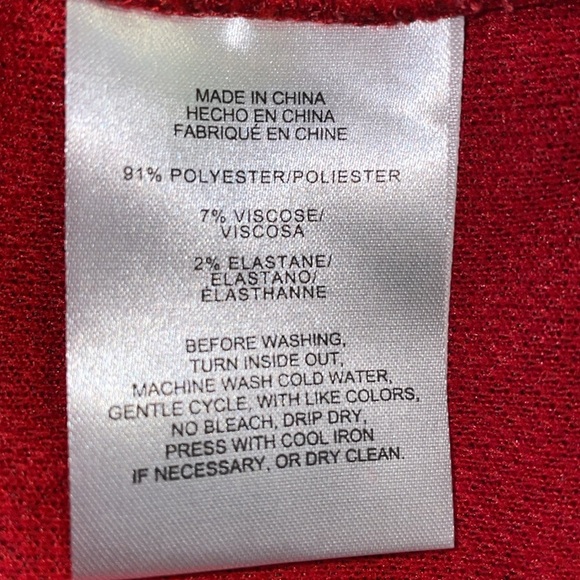 MADE IN CHINA
HECHO EN CHINA
FABRIQUÉ EN CHINE
91% POLYESTER/POLIESTER
7% VISCOSE/
VISCOSA
2% ELASTANE/
ELASTANO/
ÉLASTHANNE
BEFORE WASHING,
TURN INSIDE OUT,
MACHINE WASH COLD WATER,
GENTLE CYCLE, WITH LIKE COLORS,
NO BLEACH, DRIP DRY,
PRESS WITH COOL IRON
IF NECESSARY, OR DRY CLEAN.